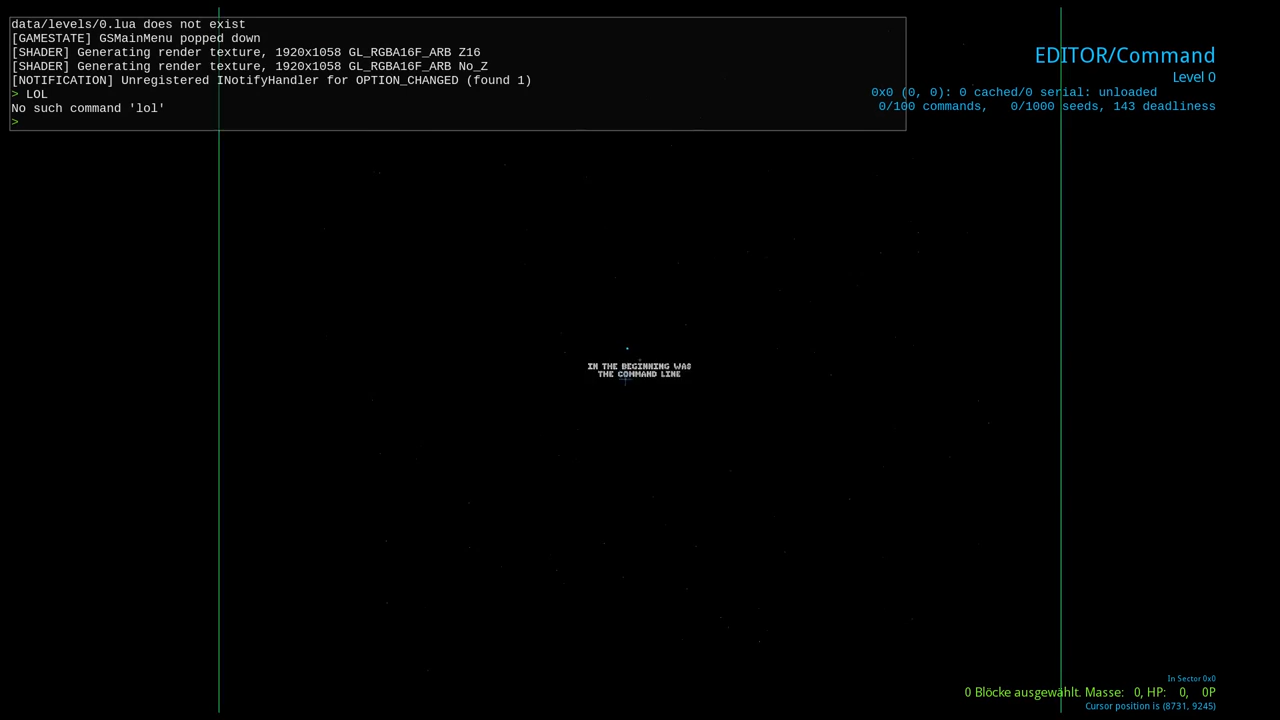 data/levels/0.lua does not exist
[GAMESTATE] GSMainMenu popped down
[SHADER] Generating render texture, 1920x1058 GL_RGBA16F_ARB Z16
[SHADER] Generating render texture, 1920x1058 GL_RGBA16F_ARB No_Z
[NOTIFICATION] Unregistered INotifyHandler for OPTION_CHANGED (found 1)
> LOL
No such command 'lol'
>
EDITOR/Command
Level 0
0x0 (0, 0): 0 cached/0 serial: unloaded
0/100 commands, 0/1000 seeds, 143 deadliness
IN THE BEGINNING WAS
THE COMMAND LINE
In Sector 0x0
0 Blöcke ausgewählt. Masse: 0, HP: 0, 0P
Cursor position is (8731, 9245)